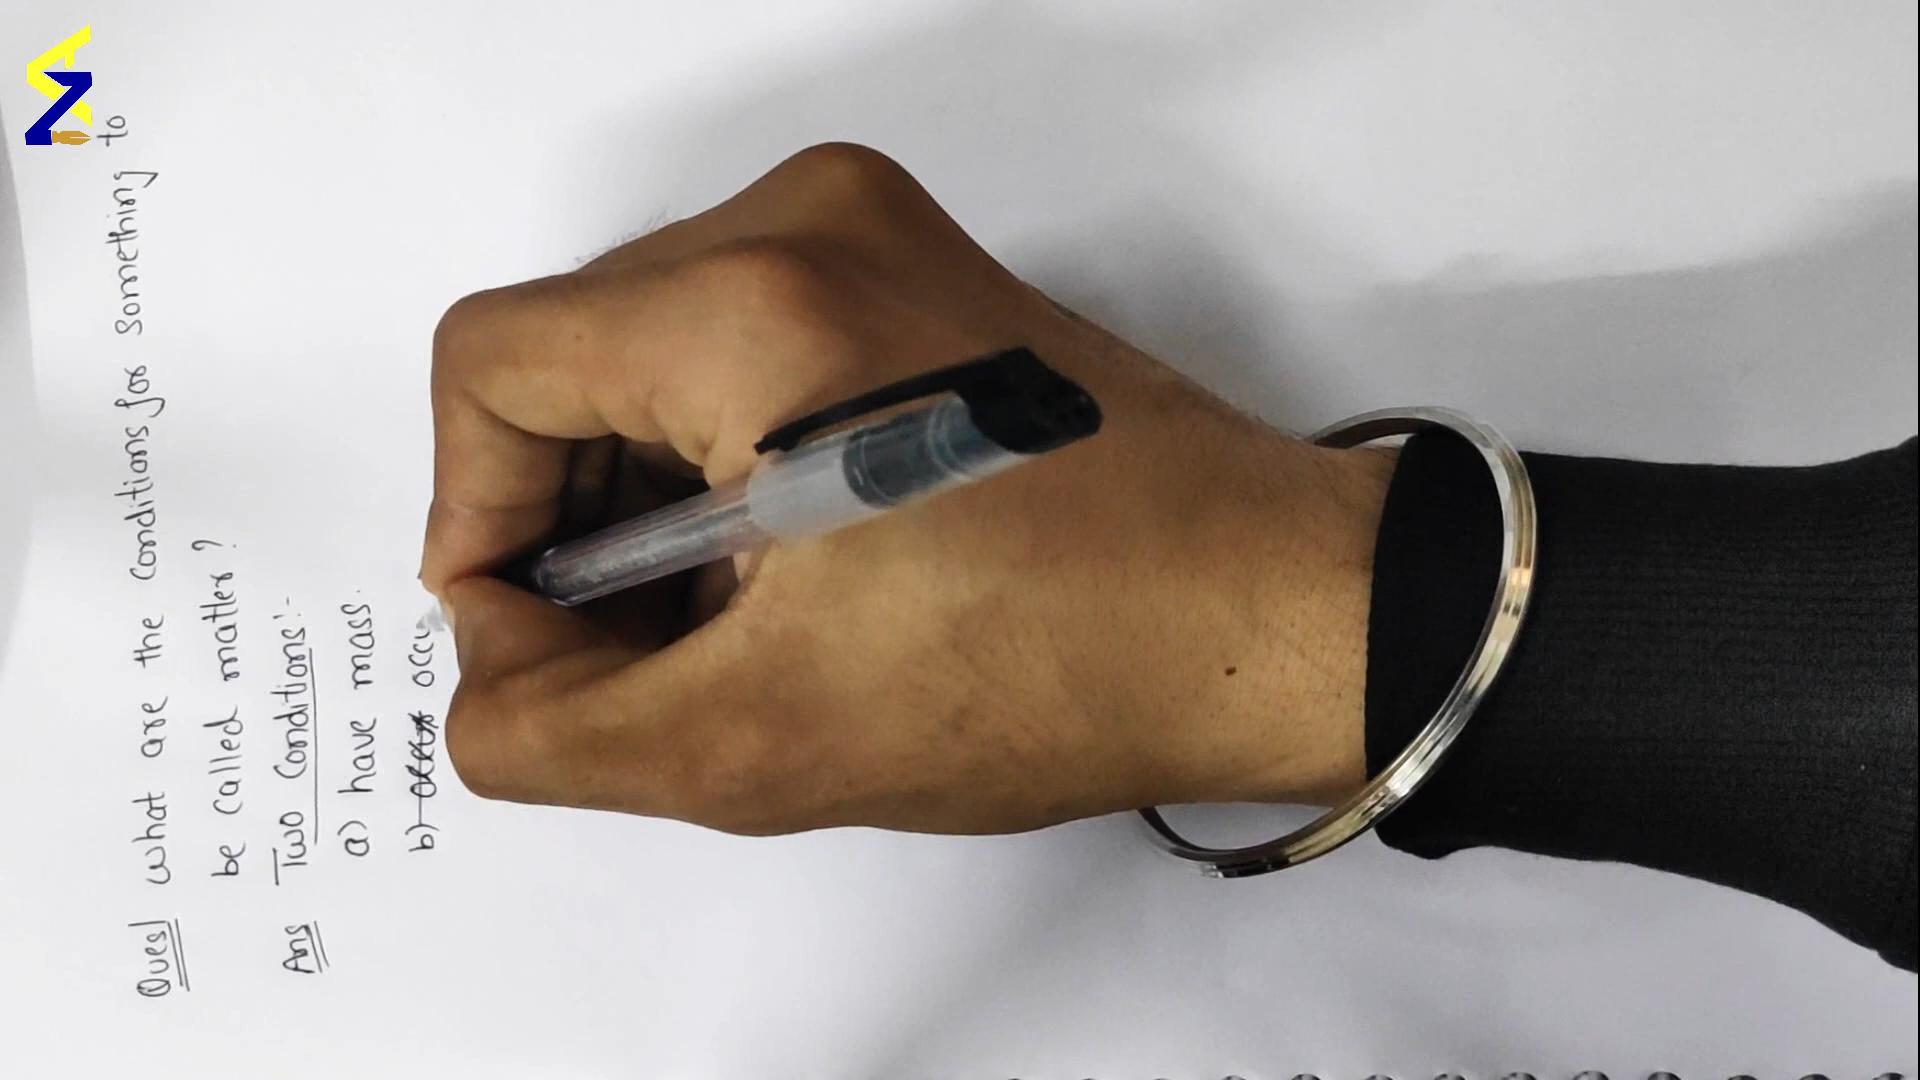 Ques| what are the conditions for something to
be called matter?
Ans Two Conditions:-
a) have mass.
b) occu